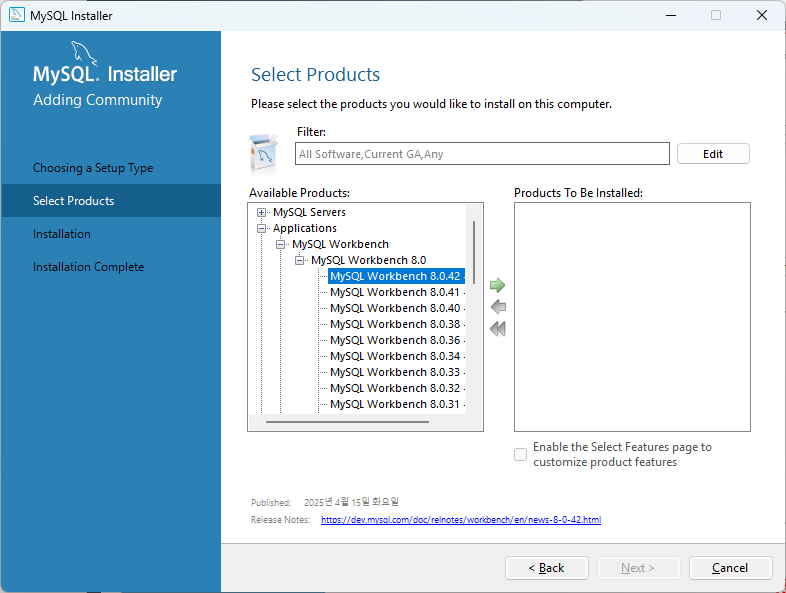 MySQL Installer
MySQL. Installer
Adding Community
Choosing a Setup Type
Select Products
Installation
Installation Complete
Select Products
Please select the products you would like to install on this computer.
Filter:
All Software,Current GA,Any
Edit
Available Products:
MySQL Servers
Applications
MySQL Workbench
MySQL Workbench 8.0
MySQL Workbench 8.0.42 -
MySQL Workbench 8.0.41 -
MySQL Workbench 8.0.40 -
MySQL Workbench 8.0.38 -
MySQL Workbench 8.0.36 -
MySQL Workbench 8.0.34 -
MySQL Workbench 8.0.33 -
MySQL Workbench 8.0.32 -
MySQL Workbench 8.0.31 -
Products To Be Installed:
Enable the Select Features page to
customize product features
Published: 2025년 4월 15일 화요일
Release Notes: https://dev.mysql.com/doc/relnotes/workbench/en/news-8-0-42.html
< Back
Next >
Cancel